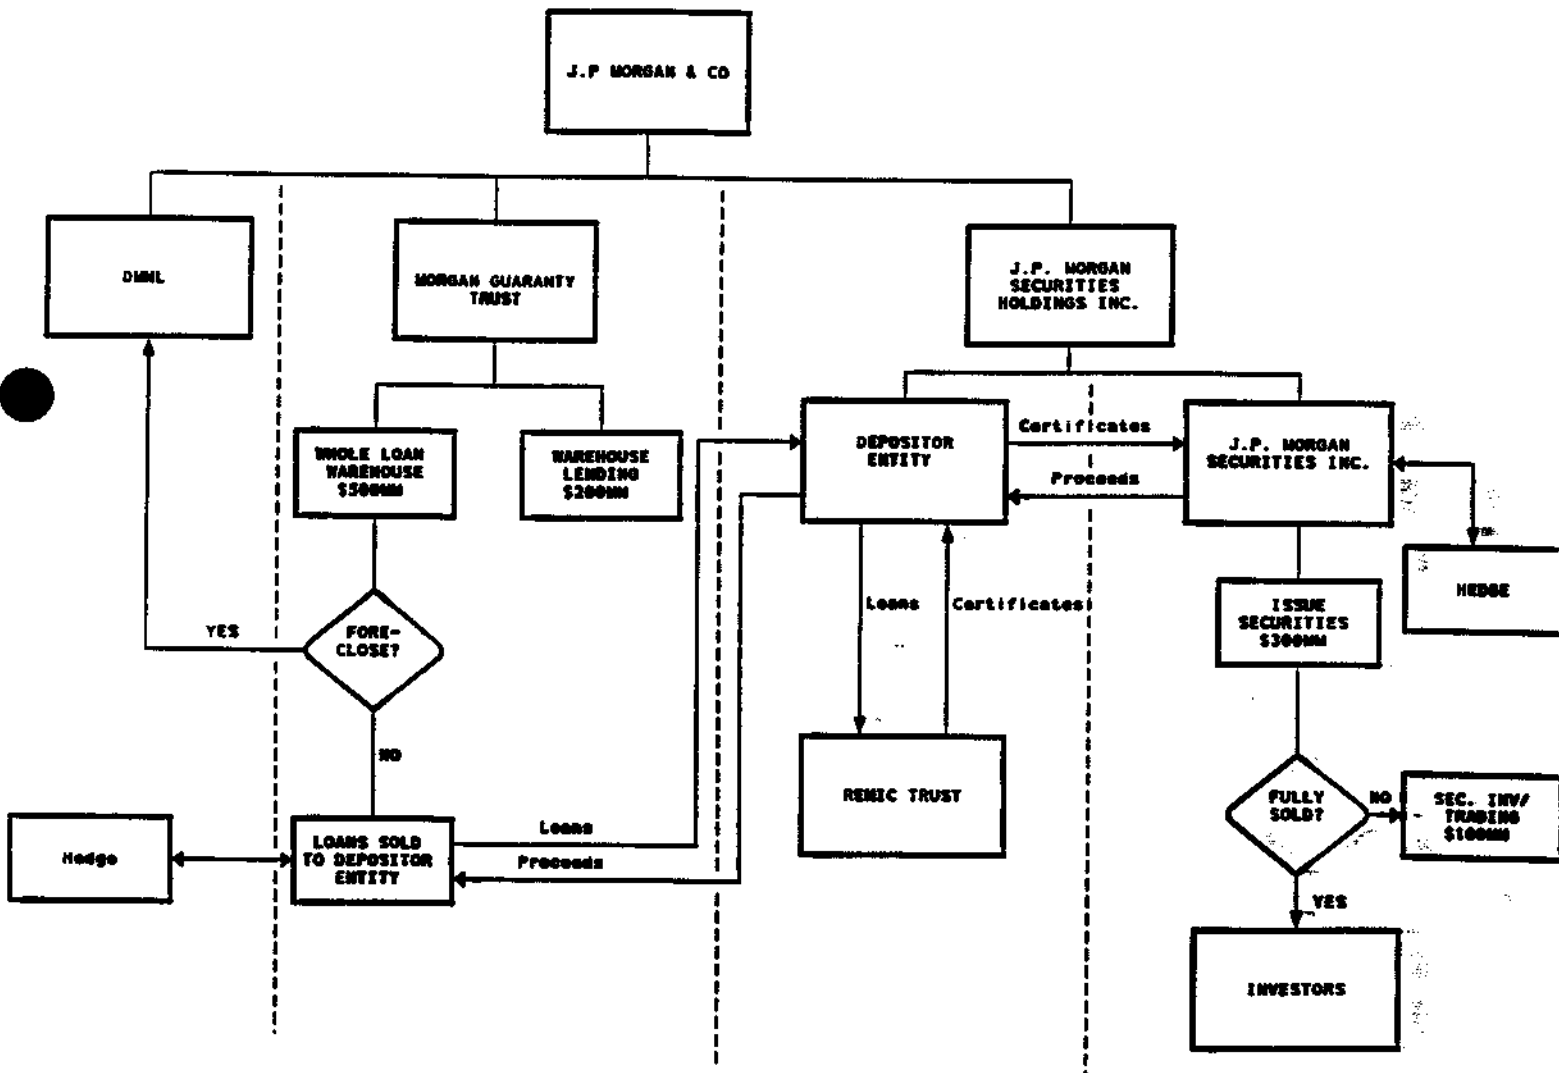 J.P MORGAN & CO
DMNL
MORGAN GUARANTY
TRUST
J.P. MORGAN
SECURITIES
HOLDINGS INC.
WHOLE LOAN
WAREHOUSE
$500MM
WAREHOUSE
LENDING
$200MM
DEPOSITOR
ENTITY
Certificates
Proceeds
J.P. MORGAN
SECURITIES INC.
HEDGE
Loans
Certificates
ISSUE
SECURITIES
$300MM
YES
FORE-
CLOSE?
NO
REMIC TRUST
FULLY
SOLD?
NO
SEC. INV/
TRADING
$100MM
Hedge
LOANS SOLD
TO DEPOSITOR
ENTITY
Loans
Proceeds
YES
INVESTORS